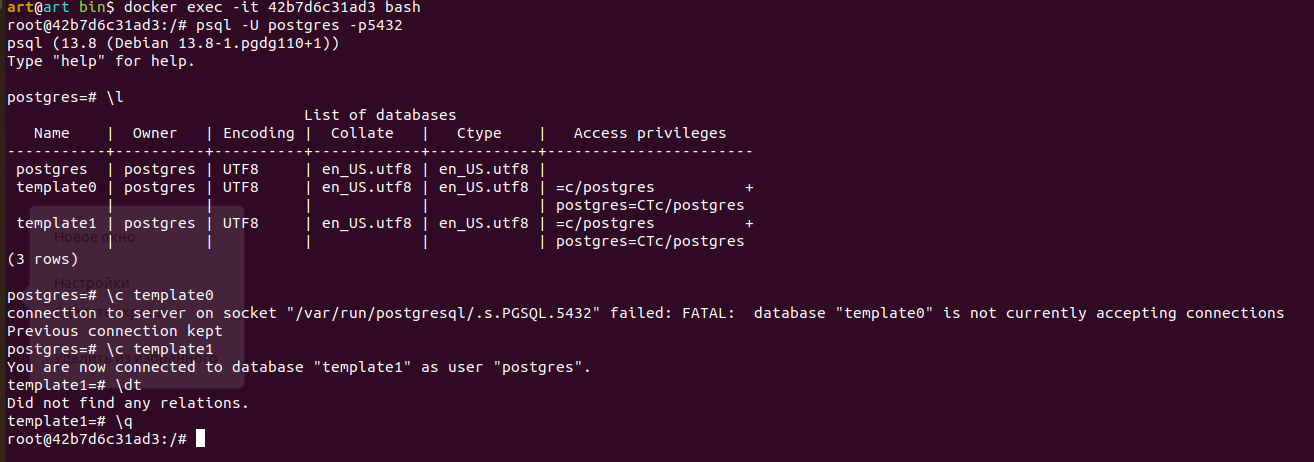 art@art bin$ docker exec -it 42b7d6c31ad3 bash
root@42b7d6c31ad3:/# psql -U postgres -p5432
psql (13.8 (Debian 13.8-1.pgdg110+1))
Type "help" for help.

postgres=# \l
                                 List of databases
   Name    |  Owner   | Encoding |  Collate   |   Ctype    |   Access privileges
-----------+----------+----------+------------+------------+-----------------------
 postgres  | postgres | UTF8     | en_US.utf8 | en_US.utf8 |
 template0 | postgres | UTF8     | en_US.utf8 | en_US.utf8 | =c/postgres          +
           |          |          |            |            | postgres=CTc/postgres
 template1 | postgres | UTF8     | en_US.utf8 | en_US.utf8 | =c/postgres          +
Новое окно
           |          |          |            |            | postgres=CTc/postgres
(3 rows)
Настройки

postgres=# \c template0
connection to server on socket "/var/run/postgresql/.s.PGSQL.5432" failed: FATAL:  database "template0" is not currently accepting connections
Previous connection kept
postgres=# \c template1
Удалить из избранного
You are now connected to database "template1" as user "postgres".
template1=# \dt
Did not find any relations.
template1=# \q
root@42b7d6c31ad3:/#